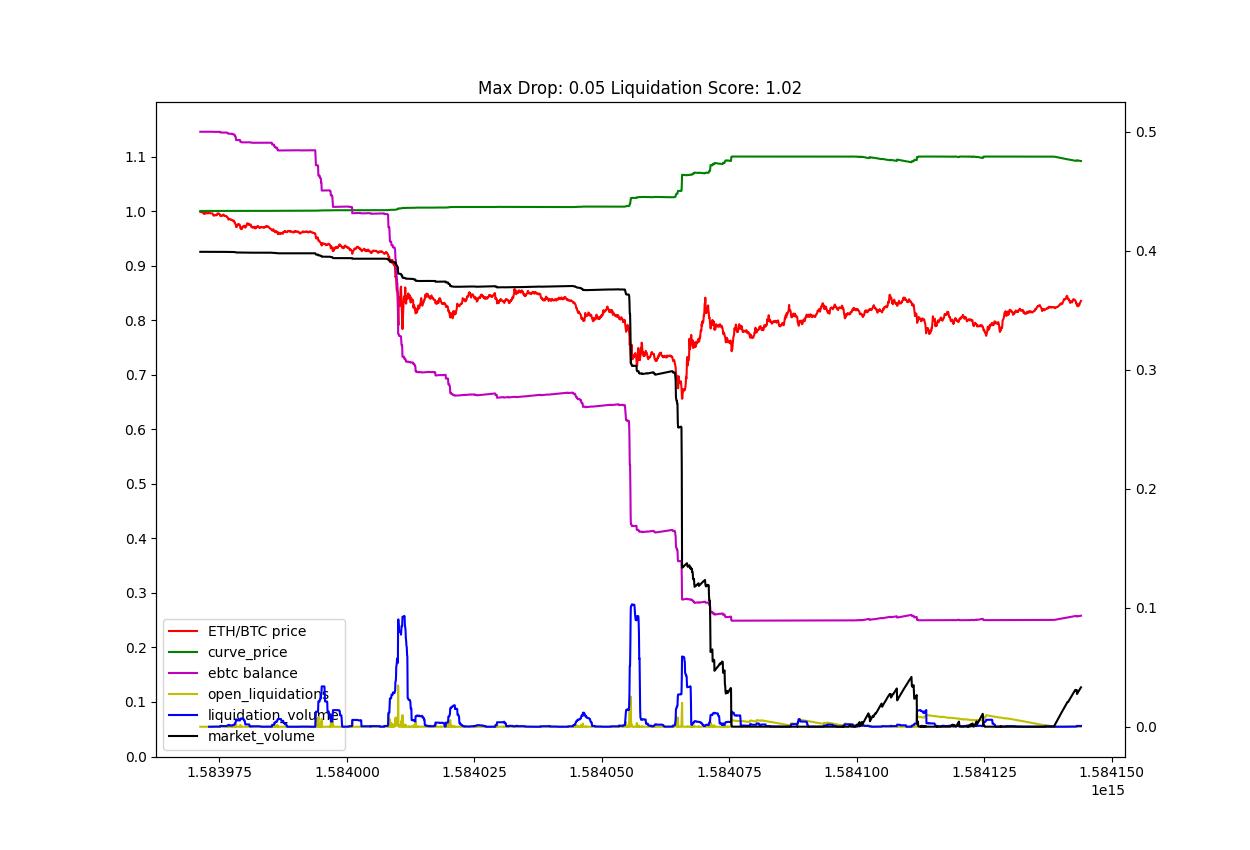 Max Drop: 0.05 Liquidation Score: 1.02
1.1
1.0
0.9
0.8
0.7
0.6
0.5
0.4
0.3
0.2
0.1
0.0
0.5
0.4
0.3
0.2
0.1
0.0
ETH/BTC price
curve_price
ebtc balance
open_liquidations
liquidation_volume
market_volume
1.583975 1.584000 1.584025 1.584050 1.584075 1.584100 1.584125 1.584150
1e15